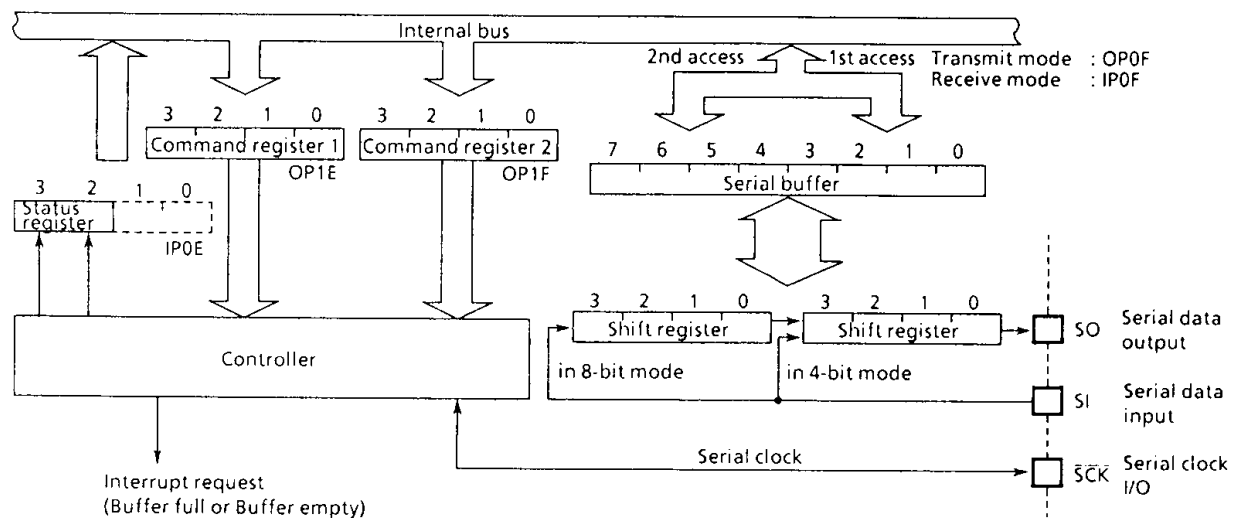 Internal bus
2nd access 1st access Transmit mode : OP0F
Receive mode : IP0F
3 2 1 0 3 2 1 0
Command register 1 Command register 2
OP1E OP1F
7 6 5 4 3 2 1 0
Serial buffer
3 2 1 0
Status
register
IP0E
3 2 1 0 3 2 1 0
Shift register Shift register
SO Serial data
output
Controller
in 8-bit mode in 4-bit mode
SI Serial data
input
Serial clock
SCK Serial clock
I/O
Interrupt request
(Buffer full or Buffer empty)